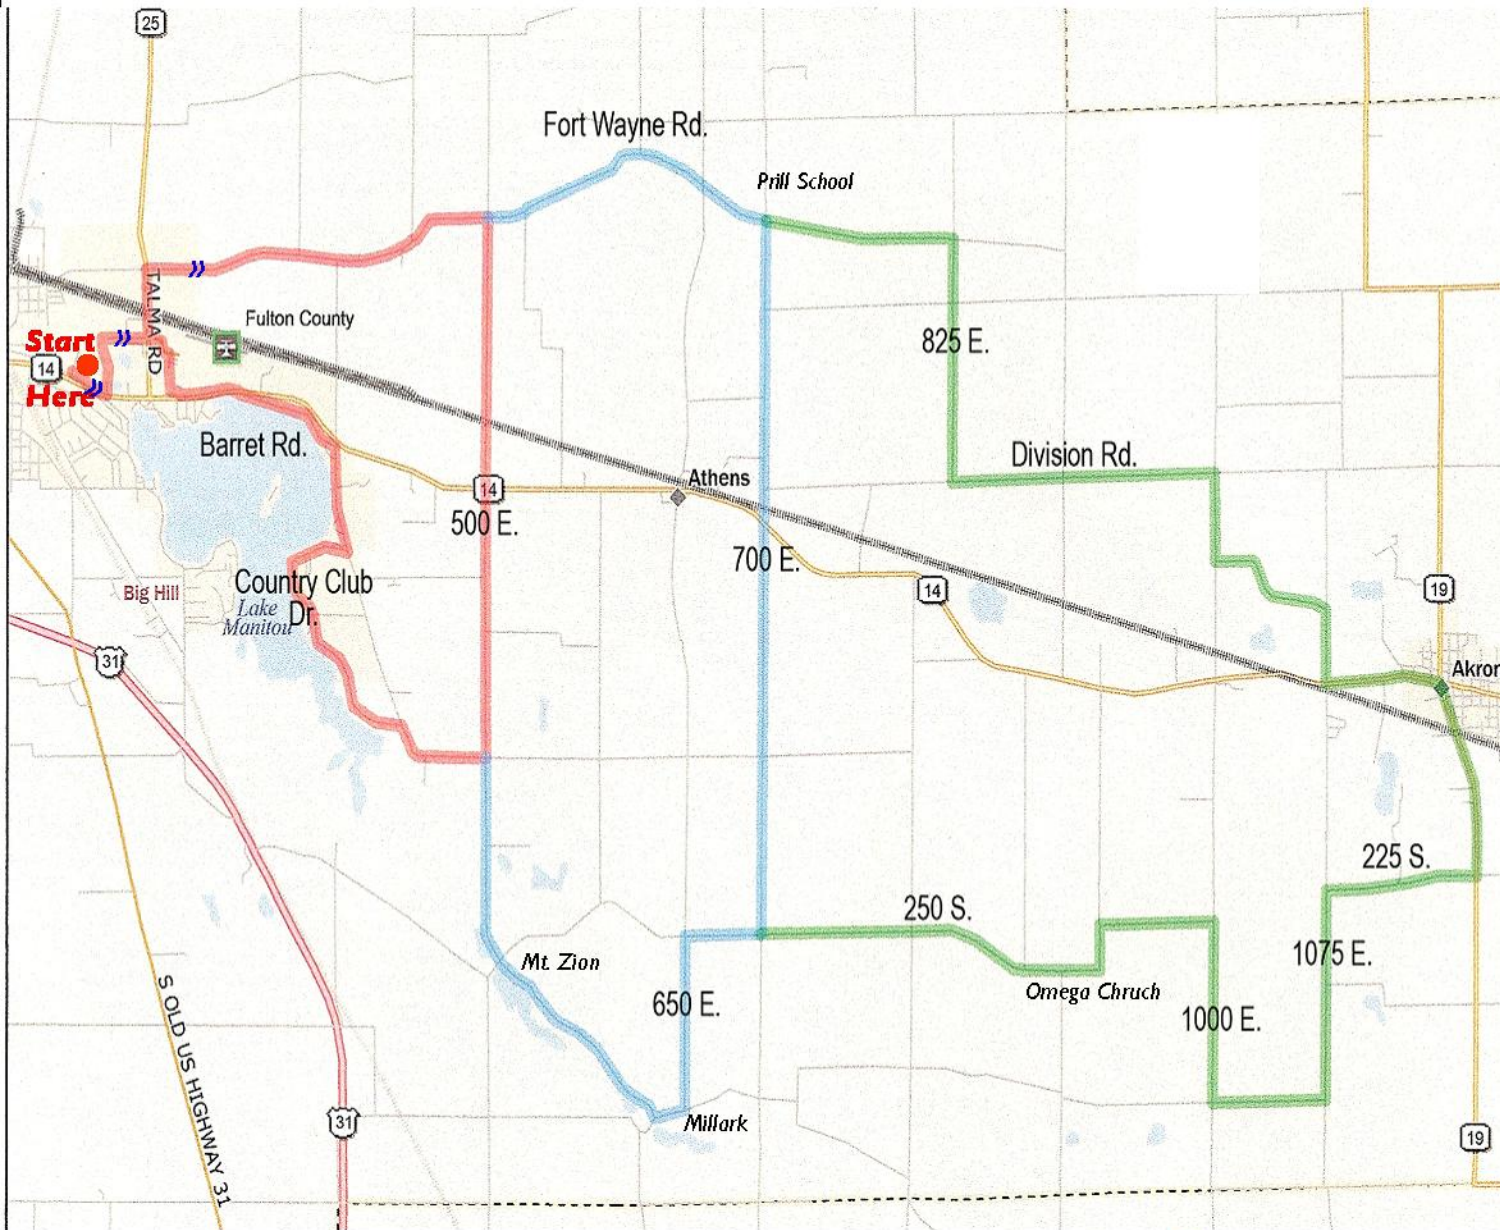 25
Fort Wayne Rd.
Prill School
TALMA RD
Fulton County
Start
14
Here
825 E.
Barret Rd.
Division Rd.
Athens
14
500 E.
700 E.
Country Club
Dr.
Big Hill
Lake
Manitou
14
19
31
Akron
225 S.
250 S.
Mt. Zion
1075 E.
650 E.
Omega Chruch
1000 E.
S OLD US HIGHWAY 31
31
Millark
19